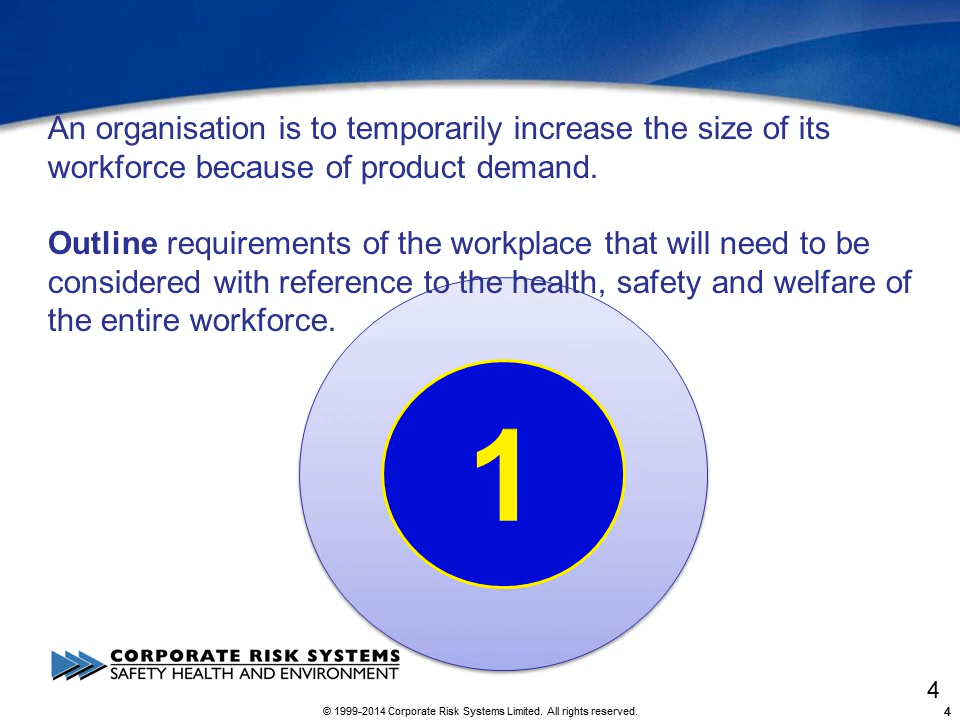 An organisation is to temporarily increase the size of its
workforce because of product demand.
Outline requirements of the workplace that will need to be
considered with reference to the health, safety and welfare of
the entire workforce.
1
CORPORATE RISK SYSTEMS
SAFETY HEALTH AND ENVIRONMENT
4
© 1999-2014 Corporate Risk Systems Limited. All rights reserved.
4